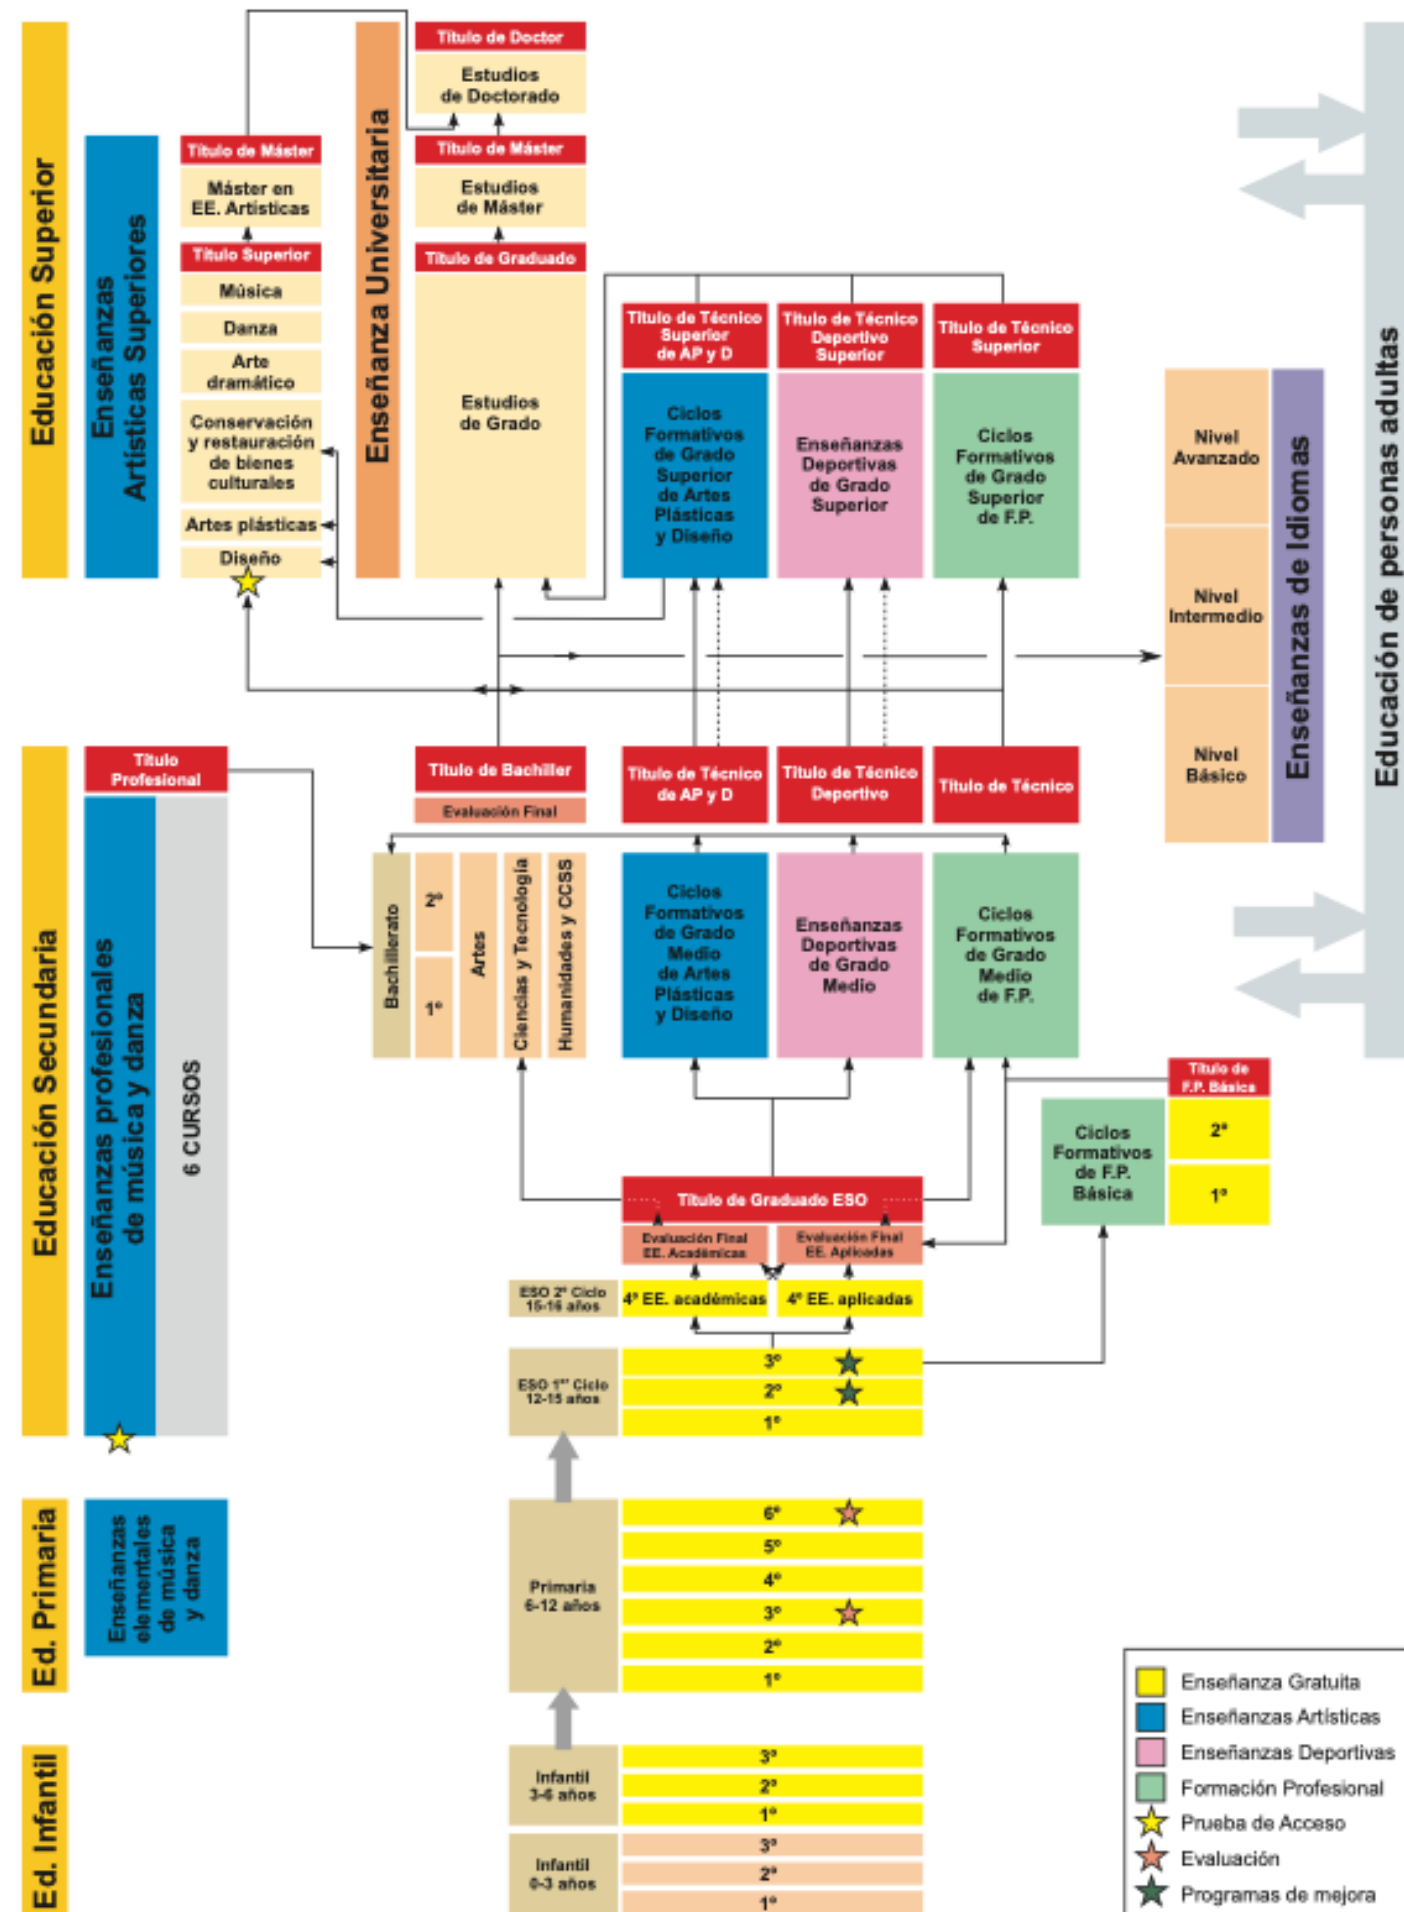 Educación Superior
Enseñanzas
Artísticas Superiores
Título de Máster
Máster en
EE. Artísticas
Título Superior
Música
Danza
Arte
dramático
Conservación
y restauración
de bienes
culturales
Artes plásticas
Diseño
Enseñanza Universitaria
Título de Doctor
Estudios
de Doctorado
Título de Máster
Estudios
de Máster
Título de Graduado
Estudios
de Grado
Título de Técnico
Superior
de AP y D
Ciclos
Formativos
de Grado
Superior
de Artes
Plásticas
y Diseño
Título de Técnico
Deportivo
Superior
Enseñanzas
Deportivas
de Grado
Superior
Título de Técnico
Superior
Ciclos
Formativos
de Grado
Superior
de F.P.
Nivel
Avanzado
Nivel
Intermedio
Nivel
Básico
Enseñanzas de Idiomas
Educación de personas adultas
Educación Secundaria
Título
Profesional
Enseñanzas profesionales
de música y danza
6 CURSOS
Título de Bachiller
Evaluación Final
Bachillerato
2º
1º
Artes
Ciencias y Tecnología
Humanidades y CCSS
Título de Técnico
de AP y D
Ciclos
Formativos
de Grado
Medio
de Artes
Plásticas
y Diseño
Título de Técnico
Deportivo
Enseñanzas
Deportivas
de Grado
Medio
Título de Técnico
Ciclos
Formativos
de Grado
Medio
de F.P.
Título de
F.P. Básica
Ciclos
Formativos
de F.P.
Básica
2º
1º
Título de Graduado ESO
Evaluación Final
EE. Académicas
Evaluación Final
EE. Aplicadas
ESO 2º Ciclo
15-16 años
4º EE. académicas
4º EE. aplicadas
ESO 1er Ciclo
12-15 años
3º
2º
1º
Ed. Primaria
Enseñanzas
elementales
de música
y danza
Primaria
6-12 años
6º
5º
4º
3º
2º
1º
Ed. Infantil
Infantil
3-6 años
3º
2º
1º
Infantil
0-3 años
3º
2º
1º
Enseñanza Gratuita
Enseñanzas Artísticas
Enseñanzas Deportivas
Formación Profesional
Prueba de Acceso
Evaluación
Programas de mejora